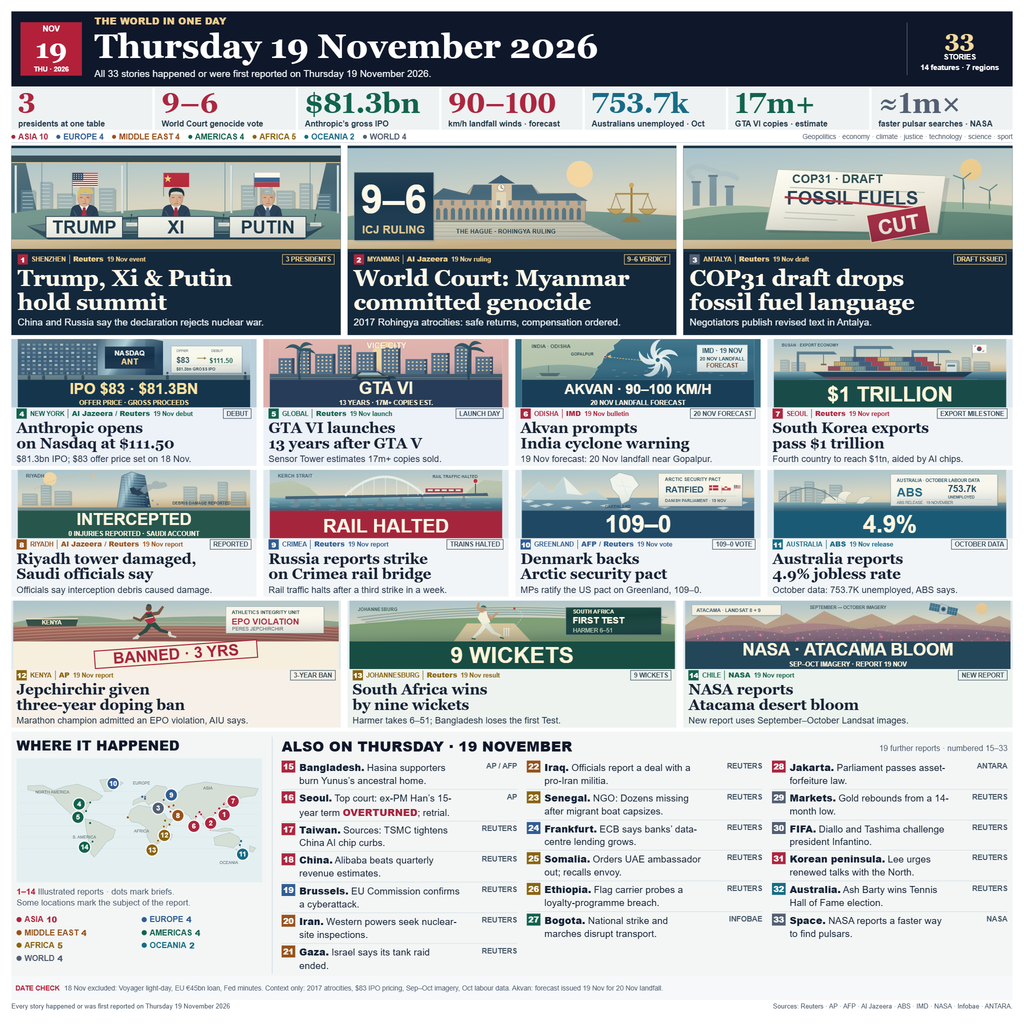 NOV
19
THU · 2026
THE WORLD IN ONE DAY
Thursday 19 November 2026
All 33 stories happened or were first reported on Thursday 19 November 2026.
33
STORIES
14 features · 7 regions
3
presidents at one table
9–6
World Court genocide vote
$81.3bn
Anthropic's gross IPO
90–100
km/h landfall winds · forecast
753.7k
Australians unemployed · Oct
17m+
GTA VI copies · estimate
≈1m×
faster pulsar searches · NASA
ASIA 10
EUROPE 4
MIDDLE EAST 4
AMERICAS 4
AFRICA 5
OCEANIA 2
WORLD 4
Geopolitics · economy · climate · justice · technology · science · sport
TRUMP
XI
PUTIN
1 SHENZHEN | Reuters 19 Nov event
3 PRESIDENTS
Trump, Xi & Putin
hold summit
China and Russia say the declaration rejects nuclear war.
9–6
ICJ RULING
THE HAGUE · ROHINGYA RULING
2 MYANMAR | Al Jazeera 19 Nov ruling
9–6 VERDICT
World Court: Myanmar
committed genocide
2017 Rohingya atrocities: safe returns, compensation ordered.
COP31 · DRAFT
FOSSIL FUELS
CUT
3 ANTALYA | Reuters 19 Nov draft
DRAFT ISSUED
COP31 draft drops
fossil fuel language
Negotiators publish revised text in Antalya.
NASDAQ
ANT
OFFER
$83
$111.50
$81.3bn GROSS IPO
IPO $83 · $81.3BN
OFFER PRICE · GROSS PROCEEDS
4 NEW YORK | Al Jazeera / Reuters 19 Nov debut
DEBUT
Anthropic opens
on Nasdaq at $111.50
$81.3bn IPO; $83 offer price set on 18 Nov.
VICE CITY
GTA VI
13 YEARS · 17M+ COPIES EST.
5 GLOBAL | Reuters 19 Nov launch
LAUNCH DAY
GTA VI launches
13 years after GTA V
Sensor Tower estimates 17m+ copies sold.
INDIA · ODISHA
GOPALPUR
IMD · 19 NOV
20 NOV LANDFALL
FORECAST
AKVAN · 90–100 KM/H
20 NOV LANDFALL FORECAST
6 ODISHA | IMD 19 Nov bulletin
20 NOV FORECAST
Akvan prompts
India cyclone warning
19 Nov forecast: 20 Nov landfall near Gopalpur.
BUSAN · EXPORT ECONOMY
$1 TRILLION
7 SEOUL | Reuters 19 Nov report
EXPORT MILESTONE
South Korea exports
pass $1 trillion
Fourth country to reach $1tn, aided by AI chips.
RIYADH
DEBRIS DAMAGE REPORTED
INTERCEPTED
0 INJURIES REPORTED · SAUDI ACCOUNT
8 RIYADH | Al Jazeera / Reuters 19 Nov report
REPORTED
Riyadh tower damaged,
Saudi officials say
Officials say interception debris caused damage.
KERCH STRAIT
RAIL TRAFFIC HALTED
RAIL HALTED
9 CRIMEA | Reuters 19 Nov report
TRAINS HALTED
Russia reports strike
on Crimea rail bridge
Rail traffic halts after a third strike in a week.
ARCTIC SECURITY PACT
RATIFIED
DANISH PARLIAMENT · 19 NOV
109–0
10 GREENLAND | AFP / Reuters 19 Nov vote
109–0 VOTE
Denmark backs
Arctic security pact
MPs ratify the US pact on Greenland, 109–0.
AUSTRALIA · OCTOBER LABOUR DATA
ABS
753.7k
UNEMPLOYED
ABS RELEASE · 19 NOVEMBER
4.9%
11 AUSTRALIA | ABS 19 Nov release
OCTOBER DATA
Australia reports
4.9% jobless rate
October data: 753.7k unemployed, ABS says.
KENYA
ATHLETICS INTEGRITY UNIT
EPO VIOLATION
PERES JEPCHIRCHIR
BANNED · 3 YRS
12 KENYA | AP 19 Nov report
3-YEAR BAN
Jepchirchir given
three-year doping ban
Marathon champion admitted an EPO violation, AIU says.
JOHANNESBURG
SOUTH AFRICA
FIRST TEST
HARMER 6–51
9 WICKETS
13 JOHANNESBURG | Reuters 19 Nov result
9 WICKETS
South Africa wins
by nine wickets
Harmer takes 6–51; Bangladesh loses the first Test.
ATACAMA · LANDSAT 8 + 9
SEPTEMBER — OCTOBER IMAGERY
NASA · ATACAMA BLOOM
SEP–OCT IMAGERY · REPORT 19 NOV
14 CHILE | NASA 19 Nov report
NEW REPORT
NASA reports
Atacama desert bloom
New report uses September–October Landsat images.
WHERE IT HAPPENED
NORTH AMERICA
EUROPE
ASIA
S. AMERICA
AFRICA
OCEANIA
10
4
5
14
9
3
8
12
13
6
2
1
7
11
1–14 Illustrated reports · dots mark briefs.
Some locations mark the subject of the report.
ASIA 10
EUROPE 4
MIDDLE EAST 4
AMERICAS 4
AFRICA 5
OCEANIA 2
WORLD 4
ALSO ON THURSDAY · 19 NOVEMBER
19 further reports · numbered 15–33
15 Bangladesh. Hasina supporters
burn Yunus's ancestral home.
AP / AFP
16 Seoul. Top court: ex-PM Han's 15-
year term OVERTURNED; retrial.
AP
17 Taiwan. Sources: TSMC tightens
China AI chip curbs.
REUTERS
18 China. Alibaba beats quarterly
revenue estimates.
REUTERS
19 Brussels. EU Commission confirms
a cyberattack.
REUTERS
20 Iran. Western powers seek nuclear-
site inspections.
REUTERS
21 Gaza. Israel says its tank raid
ended.
REUTERS
22 Iraq. Officials report a deal with a
pro-Iran militia.
REUTERS
23 Senegal. NGO: Dozens missing
after migrant boat capsizes.
REUTERS
24 Frankfurt. ECB says banks' data-
centre lending grows.
REUTERS
25 Somalia. Orders UAE ambassador
out; recalls envoy.
REUTERS
26 Ethiopia. Flag carrier probes a
loyalty-programme breach.
REUTERS
27 Bogota. National strike and
marches disrupt transport.
INFOBAE
28 Jakarta. Parliament passes asset-
forfeiture law.
ANTARA
29 Markets. Gold rebounds from a 14-
month low.
REUTERS
30 FIFA. Diallo and Tashima challenge
president Infantino.
REUTERS
31 Korean peninsula. Lee urges
renewed talks with the North.
REUTERS
32 Australia. Ash Barty wins Tennis
Hall of Fame election.
REUTERS
33 Space. NASA reports a faster way
to find pulsars.
NASA
DATE CHECK 18 Nov excluded: Voyager light-day, EU €45bn loan, Fed minutes. Context only: 2017 atrocities, $83 IPO pricing, Sep–Oct imagery, Oct labour data. Akvan: forecast issued 19 Nov for 20 Nov landfall.
Every story happened or was first reported on Thursday 19 November 2026
Sources: Reuters · AP · AFP · Al Jazeera · ABS · IMD · NASA · Infobae · ANTARA.